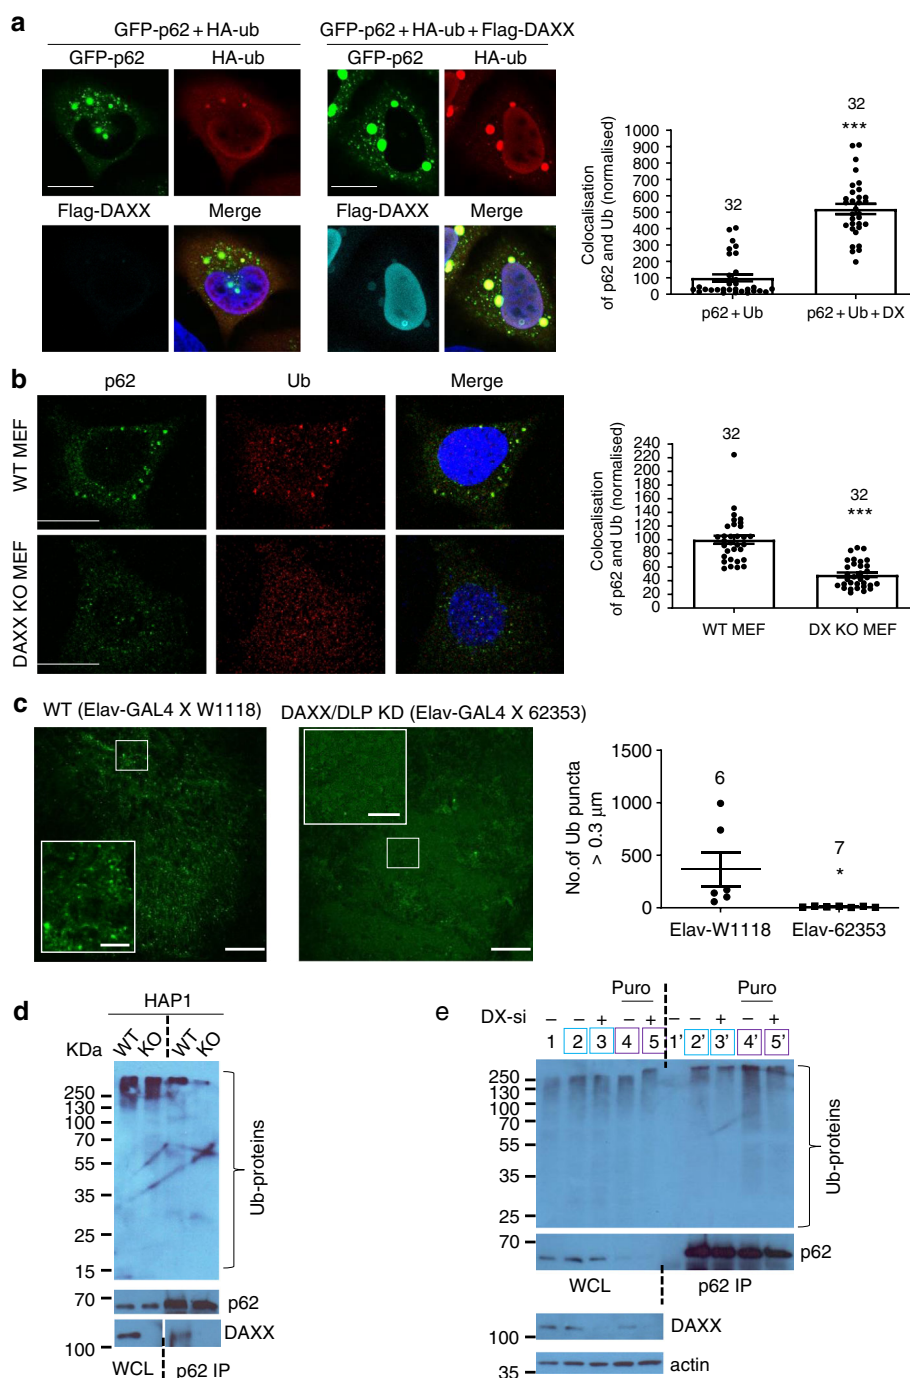 a
GFP-p62 + HA-ub
GFP-p62 + HA-ub + Flag-DAXX
GFP-p62
HA-ub
GFP-p62
HA-ub
Flag-DAXX
Merge
Flag-DAXX
Merge
Colocalisation
of p62 and Ub (normalised)
1000
900
800
700
600
500
400
300
200
100
0
32
32
***
p62 + Ub
p62 + Ub + DX
b
p62
Ub
Merge
WT MEF
DAXX KO MEF
Colocalisation
of p62 and Ub (normalised)
240
220
200
180
160
140
120
100
80
60
40
20
0
32
32
***
WT MEF
DX KO MEF
c
WT (Elav-GAL4 X W1118)
DAXX/DLP KD (Elav-GAL4 X 62353)
No.of Ub puncta
> 0.3 μm
1500
1000
500
0
6
7
*
Elav-W1118
Elav-62353
d
HAP1
KDa
WT
KO
WT
KO
250
130
100
70
55
35
25
15
Ub-proteins
70
p62
DAXX
100
WCL
p62 IP
e
Puro
Puro
DX-si
– – + – + – – + – +
1 2 3 4 5 1' 2' 3' 4' 5'
250
130
100
70
55
35
25
Ub-proteins
70
p62
WCL
p62 IP
DAXX
100
actin
35